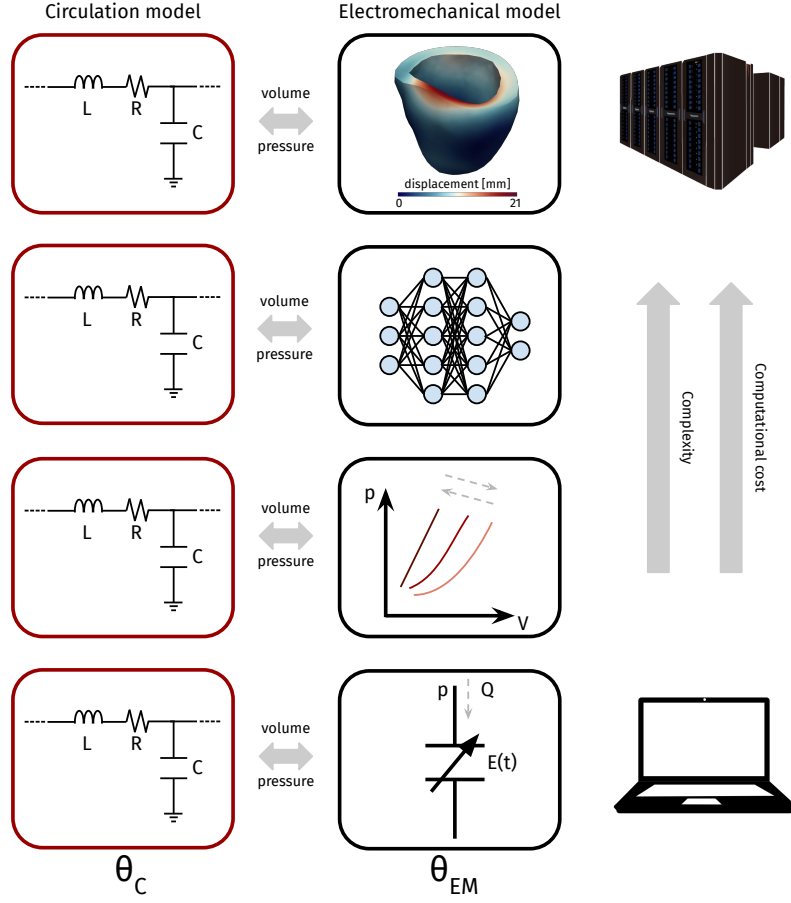 Circulation model
Electromechanical model
L
R
C
volume
pressure
displacement [mm]
0
21
L
R
C
volume
pressure
Complexity
Computational cost
L
R
C
volume
pressure
p
V
L
R
C
volume
pressure
p
Q
E(t)
θC
θEM